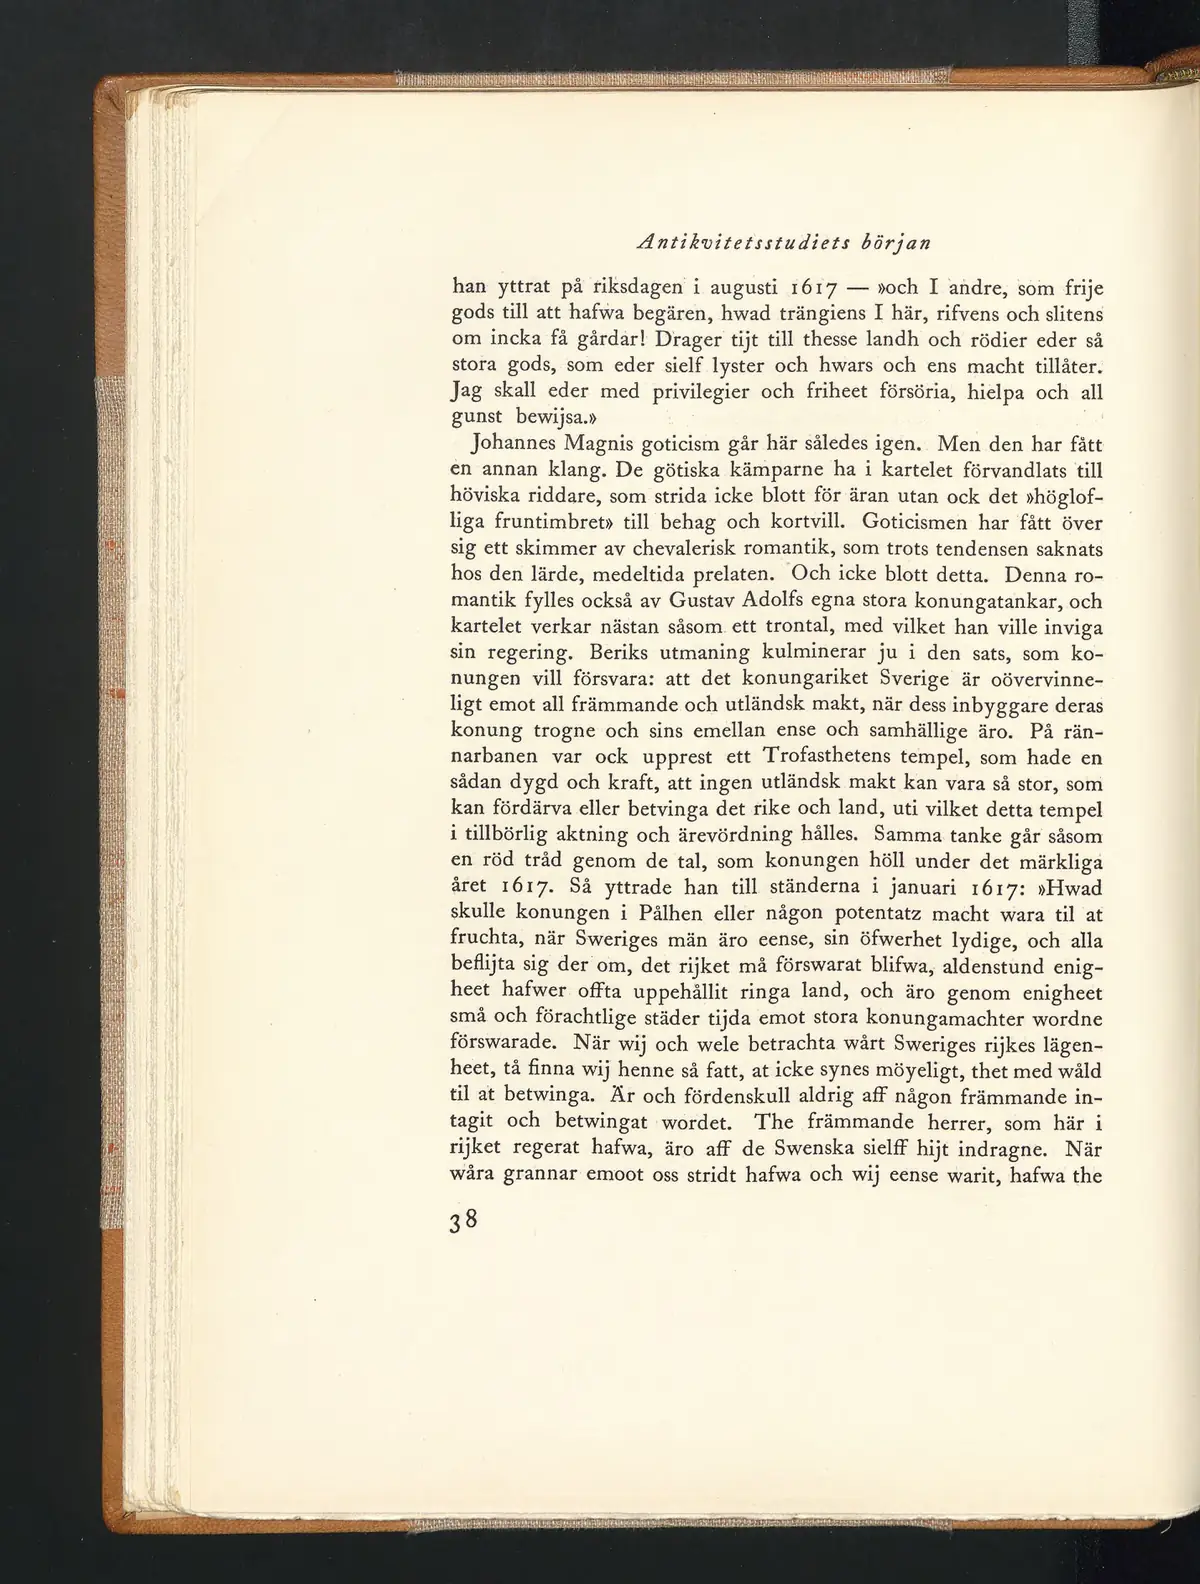 Antikvitetsstudiets början
han yttrat på riksdagen i augusti 1617 — »och I andre, som frije
gods till att hafwa begären, hwad trängiens I här, rifvens och slitens
om incka få gårdar! Drager tijt till thesse landh och rödier eder så
stora gods, som eder sielf lyster och hwars och ens macht tillåter.
Jag skall eder med privilegier och friheet försöria, hielpa och all
gunst bewijsa.»
Johannes Magnis goticism går här således igen. Men den har fått
en annan klang. De götiska kämparne ha i kartelet förvandlats till
höviska riddare, som strida icke blott för äran utan ock det »höglof-
liga fruntimbret» till behag och kortvill. Goticismen har fått över
sig ett skimmer av chevalerisk romantik, som trots tendensen saknats
hos den lärde, medeltida prelaten. Och icke blott detta. Denna ro-
mantik fylles också av Gustav Adolfs egna stora konungatankar, och
kartelet verkar nästan såsom ett trontal, med vilket han ville inviga
sin regering. Beriks utmaning kulminerar ju i den sats, som ko-
nungen vill försvara: att det konungariket Sverige är oövervinne-
ligt emot all främmande och utländsk makt, när dess inbyggare deras
konung trogne och sins emellan ense och samhällige äro. På rän-
narbanen var ock upprest ett Trofasthetens tempel, som hade en
sådan dygd och kraft, att ingen utländsk makt kan vara så stor, som
kan fördärva eller betvinga det rike och land, uti vilket detta tempel
i tillbörlig aktning och ärevördning hålles. Samma tanke går såsom
en röd tråd genom de tal, som konungen höll under det märkliga
året 1617. Så yttrade han till ständerna i januari 1617: »Hwad
skulle konungen i Pålhen eller någon potentatz macht wara til at
fruchta, när Sweriges män äro eense, sin öfwerhet lydige, och alla
beflijta sig der om, det rijket må förswarat blifwa, aldenstund enig-
heet hafwer offta uppehållit ringa land, och äro genom enigheet
små och förachtlige städer tijda emot stora konungamachter wordne
förswarade. När wij och wele betrachta wårt Sweriges rijkes lägen-
heet, tå finna wij henne så fatt, at icke synes möyeligt, thet med wåld
til at betwinga. Är och fördenskull aldrig aff någon främmande in-
tagit och betwingat wordet. The främmande herrer, som här i
rijket regerat hafwa, äro aff de Swenska sielff hijt indragne. När
wåra grannar emoot oss stridt hafwa och wij eense warit, hafwa the
38